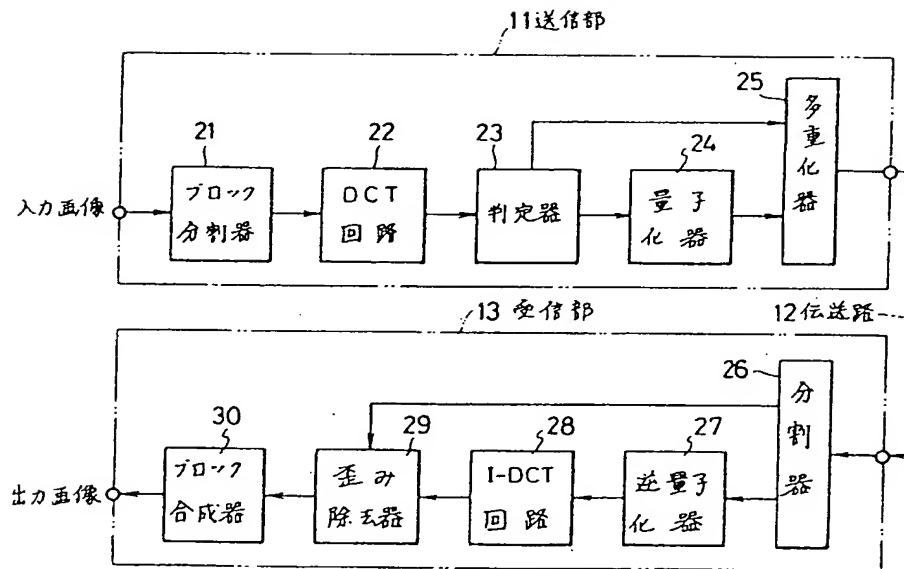 11送信部
21
ブロック
分割器
22
DCT
回路
23
判定器
24
量子
化器
25
多重化器
入力画像
13 受信部
12伝送路
26
分割器
27
逆量子
化器
28
I-DCT
回路
29
歪み
除去器
30
ブロック
合成器
出力画像